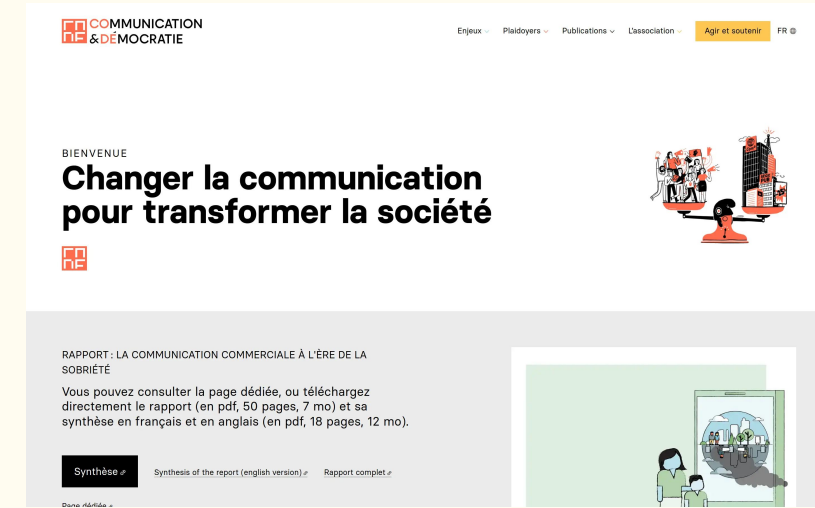 COMMUNICATION
&DÉMOCRATIE
Enjeux Plaidoyers Publications L'association Agir et soutenir FR
BIENVENUE
Changer la communication
pour transformer la société
RAPPORT : LA COMMUNICATION COMMERCIALE À L'ÈRE DE LA
SOBRIÉTÉ
Vous pouvez consulter la page dédiée, ou téléchargez
directement le rapport (en pdf, 50 pages, 7 mo) et sa
synthèse en français et en anglais (en pdf, 18 pages, 12 mo).
Synthèse Synthesis of the report (english version) Rapport complet
Page dédiée